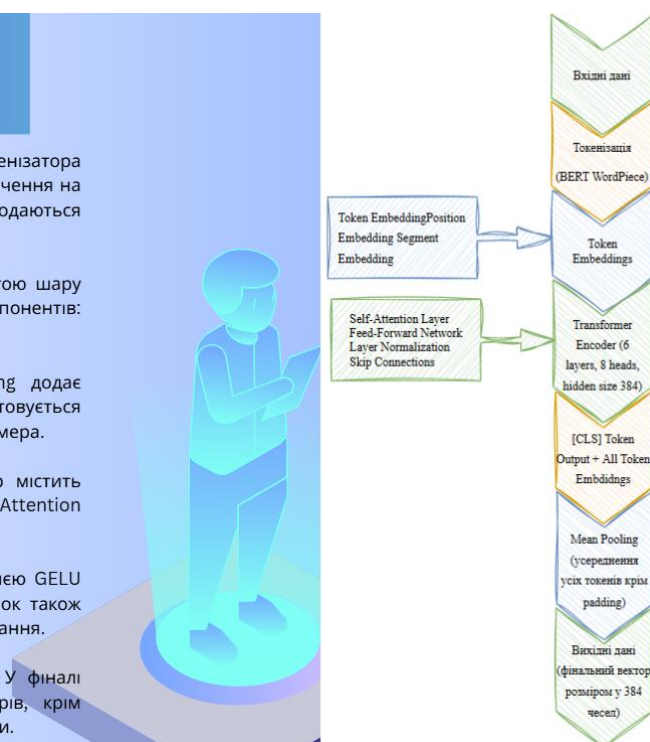 енізатора
чення на
одаються
гою шару
понентів:
ng додає
товується
мера.
містить
Attention
ією GELU
ок також
ання.
У фіналі
рів, крім
и.
Вхідні дані
Токенізація
(BERT WordPiece)
Token EmbeddingPosition
Embedding Segment
Embedding
Token
Embeddings
Self-Attention Layer
Feed-Forward Network
Layer Normalization
Skip Connections
Transformer
Encoder (6
layers, 8 heads,
hidden size 384)
[CLS] Token
Output + All Token
Embdidngs
Mean Pooling
(усереднення
усіх токенів крім
padding)
Вихідні дані
(фінальний вектор
розміром у 384
чесел)